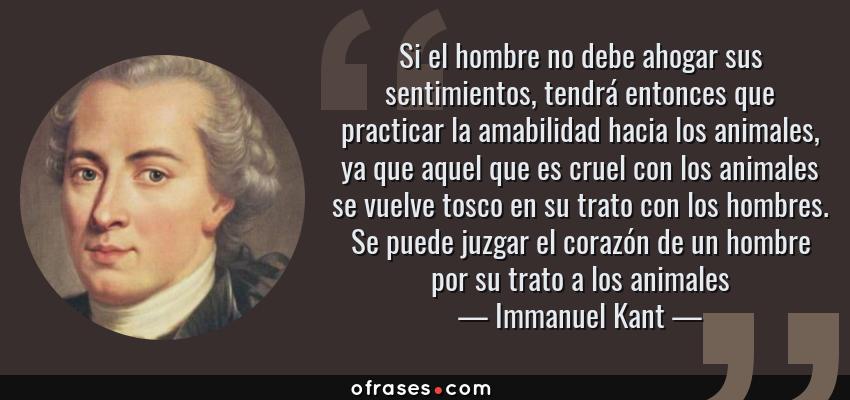 Si el hombre no debe ahogar sus
sentimientos, tendrá entonces que
practicar la amabilidad hacia los animales,
ya que aquel que es cruel con los animales
se vuelve tosco en su trato con los hombres.
Se puede juzgar el corazón de un hombre
por su trato a los animales
— Immanuel Kant —
ofrases.com